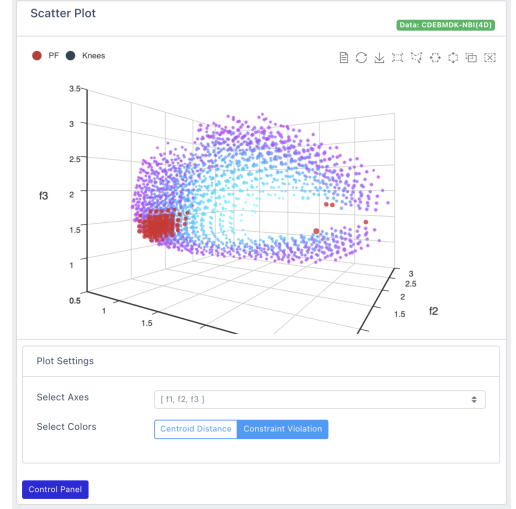 Scatter Plot
Data: CDEBMDK-NBI(4D)
PF Knees
3.5
3
2.5
f3
2
1.5
1
0.5
1
1.5
3
2.5
2
1.5
f2
Plot Settings
Select Axes
[ f1, f2, f3 ]
Select Colors
Centroid Distance Constraint Violation
Control Panel